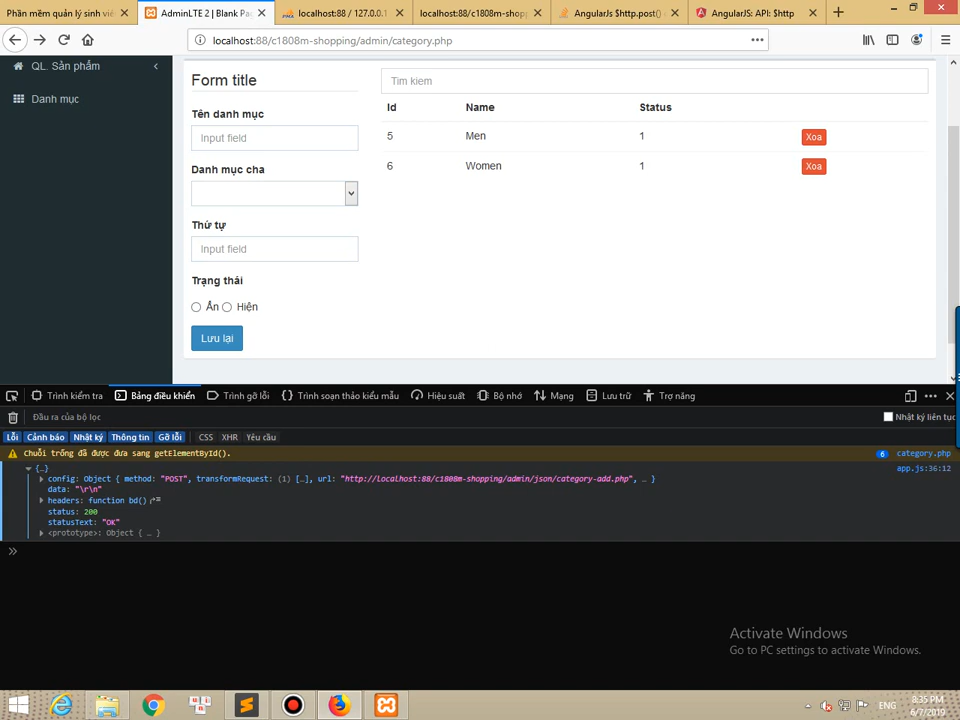 Phần mềm quản lý sinh viê
AdminLTE 2 | Blank Pa
localhost:88 / 127.0.0.1
localhost:88/c1808m-shopp
AngularJs $http.post() d
AngularJS: API: $http
localhost:88/c1808m-shopping/admin/category.php
QL. Sản phẩm
Danh mục
Form title
Tên danh mục
Input field
Danh mục cha
Thứ tự
Input field
Trạng thái
Ẩn
Hiện
Lưu lại
Tim kiem
Id Name Status
5 Men 1 Xoa
6 Women 1 Xoa
Trình kiểm tra
Bảng điều khiển
Trình gỡ lỗi
Trình soạn thảo kiểu mẫu
Hiệu suất
Bộ nhớ
Mạng
Lưu trữ
Trợ năng
Đầu ra của bộ lọc
Nhật ký liên tục
Lỗi Cảnh báo Nhật ký Thông tin Gỡ lỗi CSS XHR Yêu cầu
Chuỗi trống đã được đưa sang getElementById(). 6 category.php
{…} app.js:36:12
config: Object { method: "POST", transformRequest: (1) […], url: "http://localhost:88/c1808m-shopping/admin/json/category-add.php", … }
data: "\r\n"
headers: function bd()
status: 200
statusText: "OK"
<prototype>: Object { … }
Activate Windows
Go to PC settings to activate Windows.
ENG
8:35 PM
6/7/2019